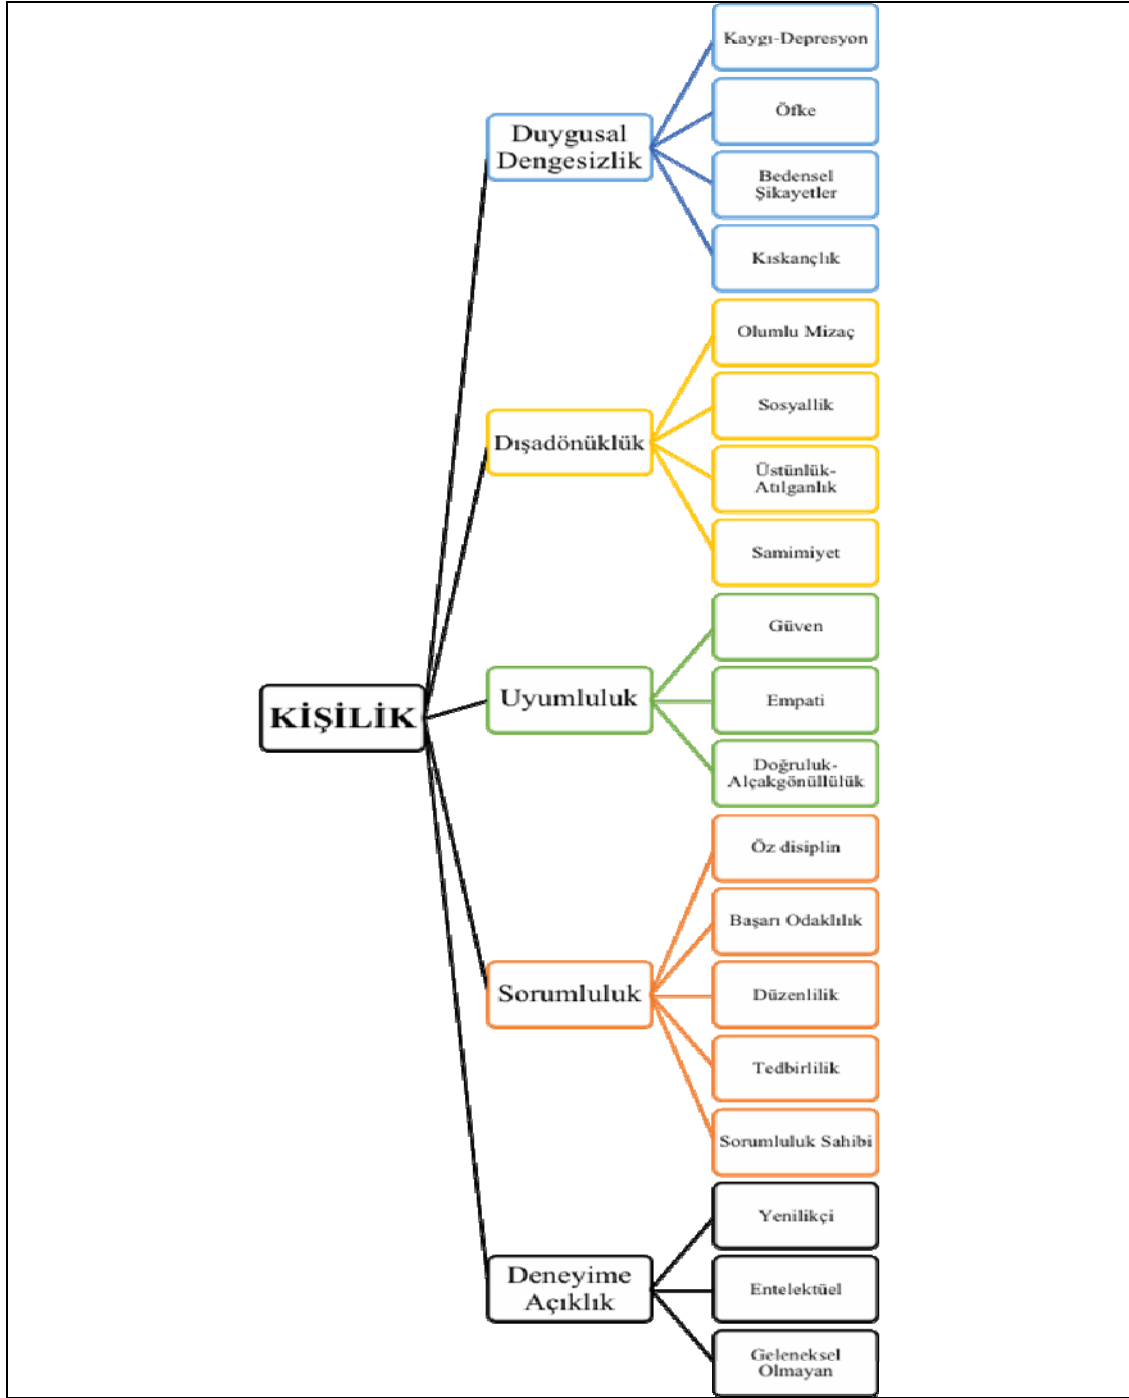 KİŞİLİK
Duygusal
Dengesizlik
Kaygı-Depresyon
Öfke
Bedensel
Şikayetler
Kıskançlık
Dışadönüklük
Olumlu Mizaç
Sosyallik
Üstünlük-
Atılganlık
Samimiyet
Uyumluluk
Güven
Empati
Doğruluk-
Alçakgönüllülük
Sorumluluk
Öz disiplin
Başarı Odaklılık
Düzenlilik
Tedbirlilik
Sorumluluk Sahibi
Deneyime
Açıklık
Yenilikçi
Entelektüel
Geleneksel
Olmayan